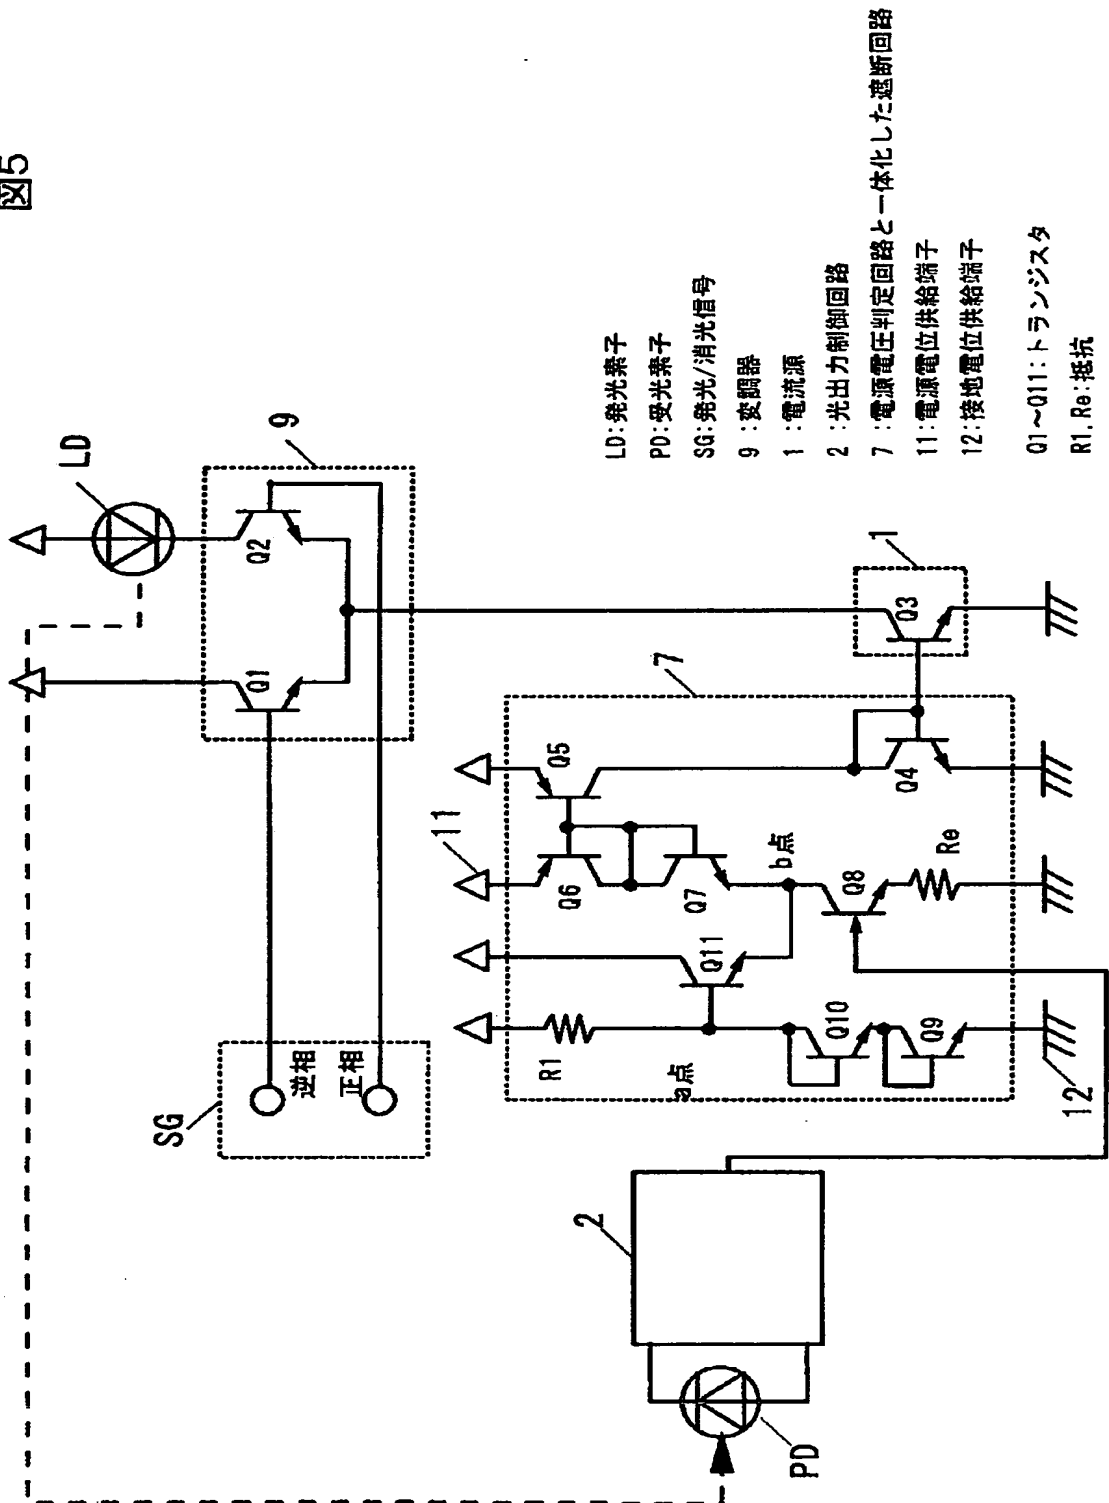 図5
LD
9
Q1
Q2
SG
逆相
正相
1
Q3
7
11
Q5
Q6
Q7
Q4
b点
Q11
Q8
Re
R1
a点
Q10
Q9
12
2
PD
LD:発光素子
PD:受光素子
SG:発光/消光信号
9 :変調器
1 :電流源
2 :光出力制御回路
7 :電源電圧判定回路と一体化した遮断回路
11:電源電位供給端子
12:接地電位供給端子
Q1～Q11:トランジスタ
R1,Re:抵抗